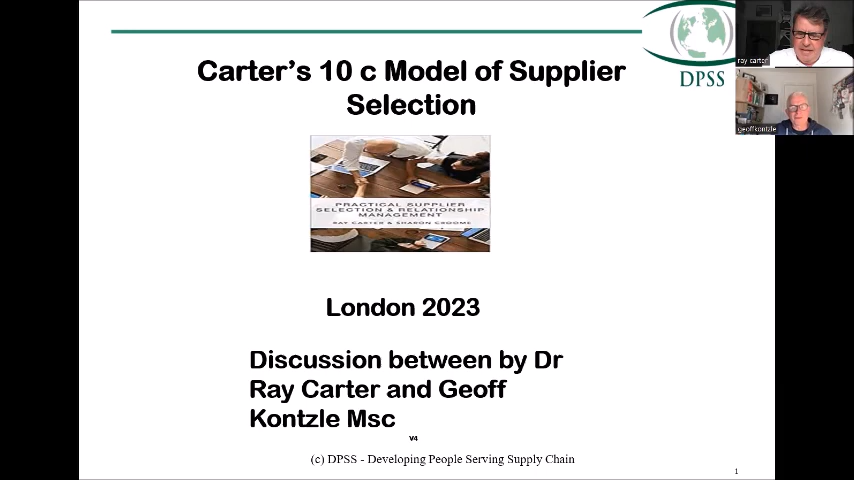 Carter's 10 c Model of Supplier
Selection
DPSS
ray carter
geoffkontzle
PRACTICAL SUPPLIER
SELECTION & RELATIONSHIP
MANAGEMENT
RAY CARTER & SHARON CROOME
London 2023
Discussion between by Dr
Ray Carter and Geoff
Kontzle Msc
V4
(c) DPSS - Developing People Serving Supply Chain
1